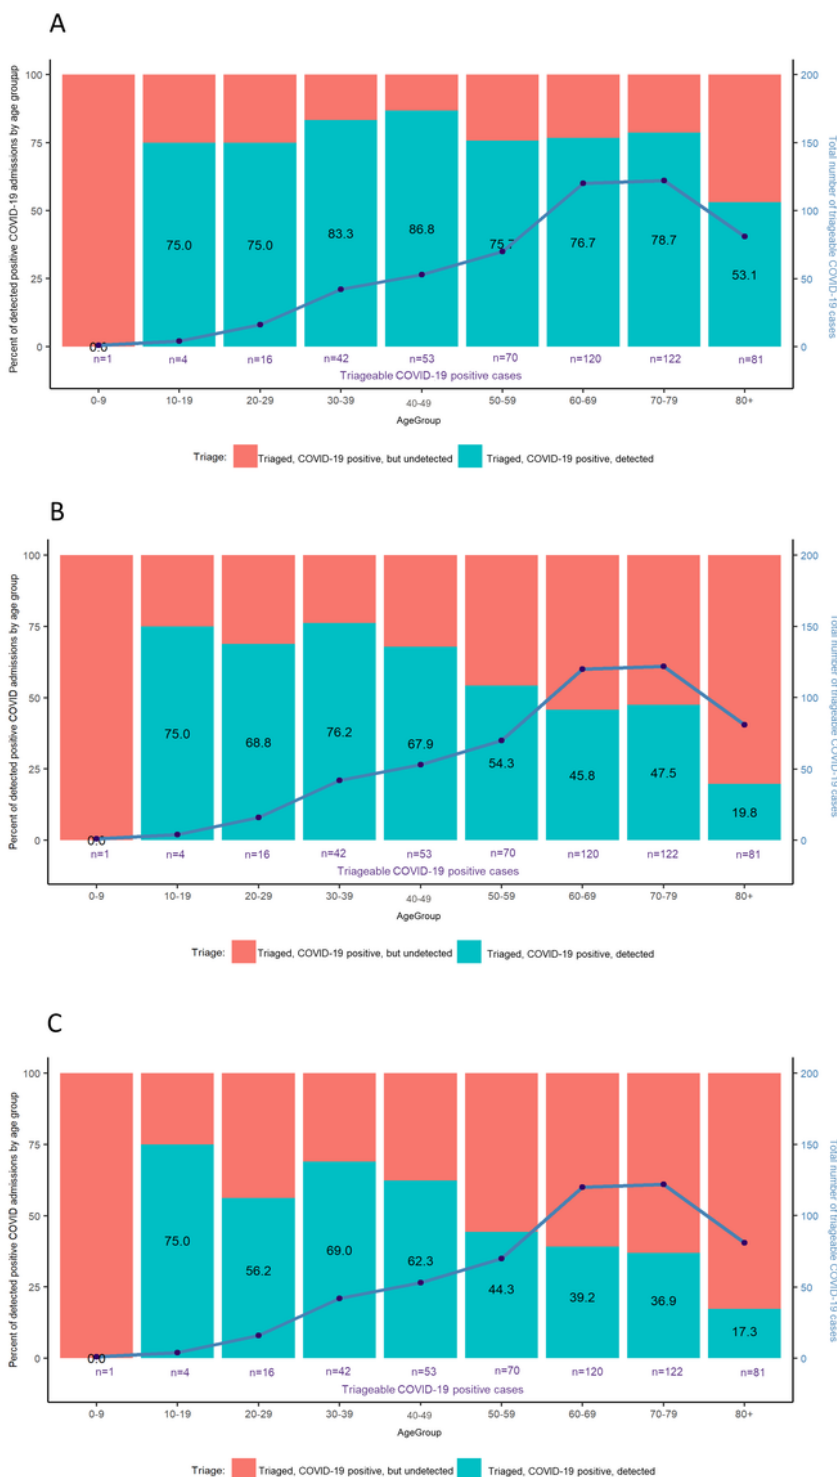 A
Percent of detected positive COVID-19 admissions by age groupup
100
75
50
25
0
200
150
100
50
0
Total number of triageable COVID-19 cases
0.0
75.0
75.0
83.3
86.8
75.7
76.7
78.7
53.1
n=1
n=4
n=16
n=42
n=53
n=70
n=120
n=122
n=81
Triageable COVID-19 positive cases
0-9
10-19
20-29
30-39
40-49
50-59
60-69
70-79
80+
AgeGroup
Triage: Triaged, COVID-19 positive, but undetected Triaged, COVID-19 positive, detected
B
Percent of detected positive COVID admissions by age group
100
75
50
25
0
200
150
100
50
0
Total number of triageable COVID-19 cases
0.0
75.0
68.8
76.2
67.9
54.3
45.8
47.5
19.8
n=1
n=4
n=16
n=42
n=53
n=70
n=120
n=122
n=81
Triageable COVID-19 positive cases
0-9
10-19
20-29
30-39
40-49
50-59
60-69
70-79
80+
AgeGroup
Triage: Triaged, COVID-19 positive, but undetected Triaged, COVID-19 positive, detected
C
Percent of detected positive COVID admissions by age group
100
75
50
25
0
200
150
100
50
0
Total number of triageable COVID-19 cases
0.0
75.0
56.2
69.0
62.3
44.3
39.2
36.9
17.3
n=1
n=4
n=16
n=42
n=53
n=70
n=120
n=122
n=81
Triageable COVID-19 positive cases
0-9
10-19
20-29
30-39
40-49
50-59
60-69
70-79
80+
AgeGroup
Triage: Triaged, COVID-19 positive, but undetected Triaged, COVID-19 positive, detected